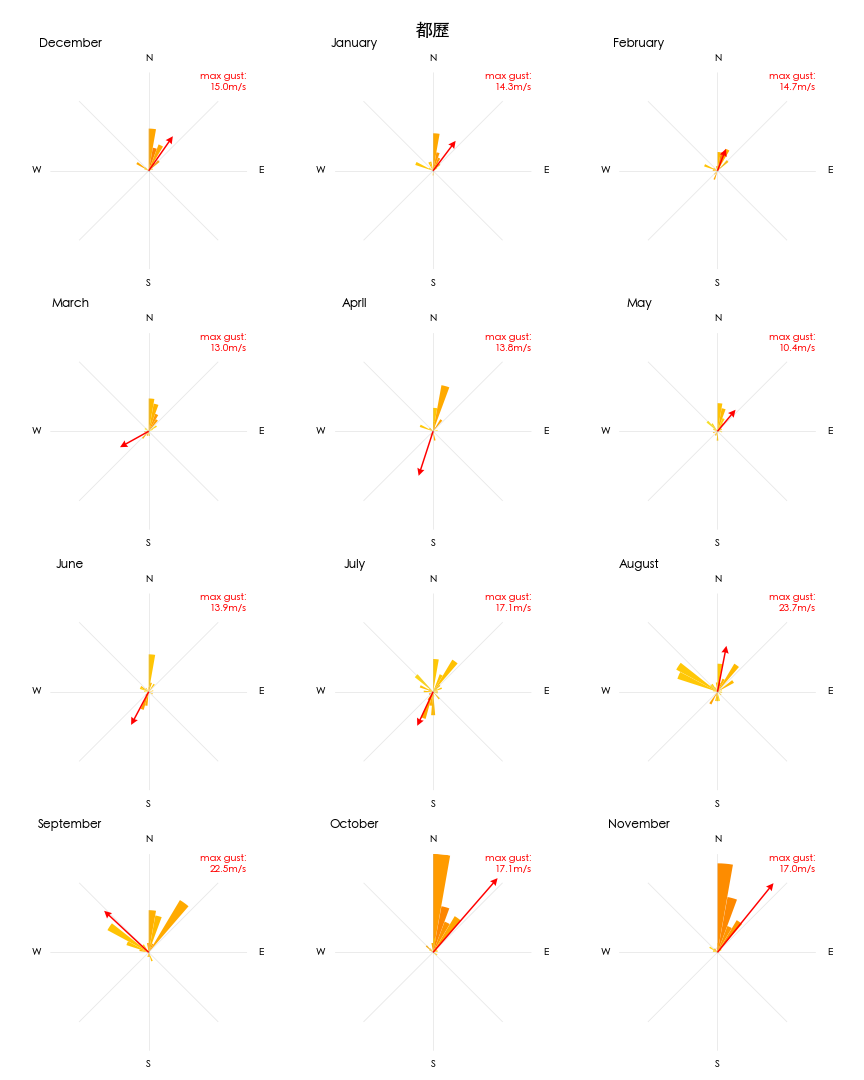 都歷
December
N
max gust:
15.0m/s
W
E
S
January
N
max gust:
14.3m/s
W
E
S
February
N
max gust:
14.7m/s
W
E
S
March
N
max gust:
13.0m/s
W
E
S
April
N
max gust:
13.8m/s
W
E
S
May
N
max gust:
10.4m/s
W
E
S
June
N
max gust:
13.9m/s
W
E
S
July
N
max gust:
17.1m/s
W
E
S
August
N
max gust:
23.7m/s
W
E
S
September
N
max gust:
22.5m/s
W
E
S
October
N
max gust:
17.1m/s
W
E
S
November
N
max gust:
17.0m/s
W
E
S